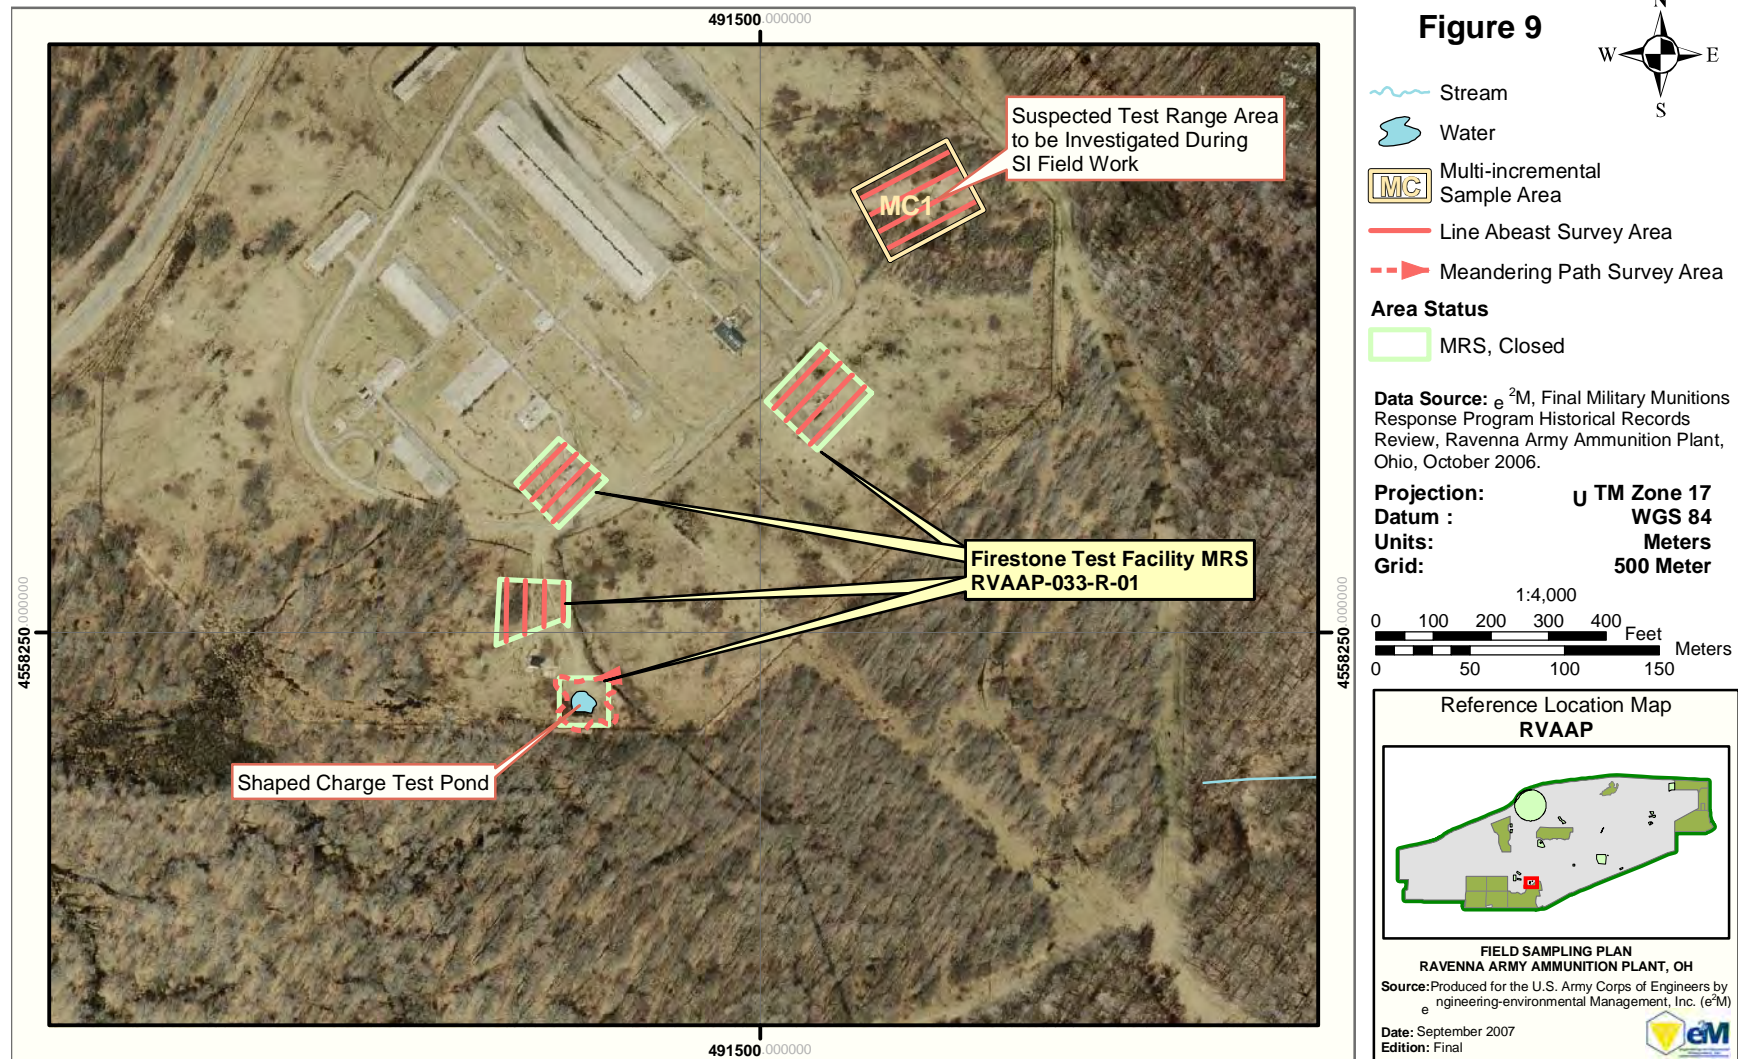 491500.000000
Figure 9
N
W
E
S
Stream
Water
MC
Multi-incremental
Sample Area
Line Abeast Survey Area
Meandering Path Survey Area
Area Status
MRS, Closed
Data Source: e2M, Final Military Munitions
Response Program Historical Records
Review, Ravenna Army Ammunition Plant,
Ohio, October 2006.
Projection: UTM Zone 17
Datum : WGS 84
Units: Meters
Grid: 500 Meter
1:4,000
0 100 200 300 400 Feet
Meters
0 50 100 150
Reference Location Map
RVAAP
FIELD SAMPLING PLAN
RAVENNA ARMY AMMUNITION PLANT, OH
Source:Produced for the U.S. Army Corps of Engineers by
engineering-environmental Management, Inc. (e2M)
Date: September 2007
Edition: Final
e2M
Suspected Test Range Area
to be Investigated During
SI Field Work
MC1
Firestone Test Facility MRS
RVAAP-033-R-01
Shaped Charge Test Pond
4558250.000000
4558250.000000
491500.000000